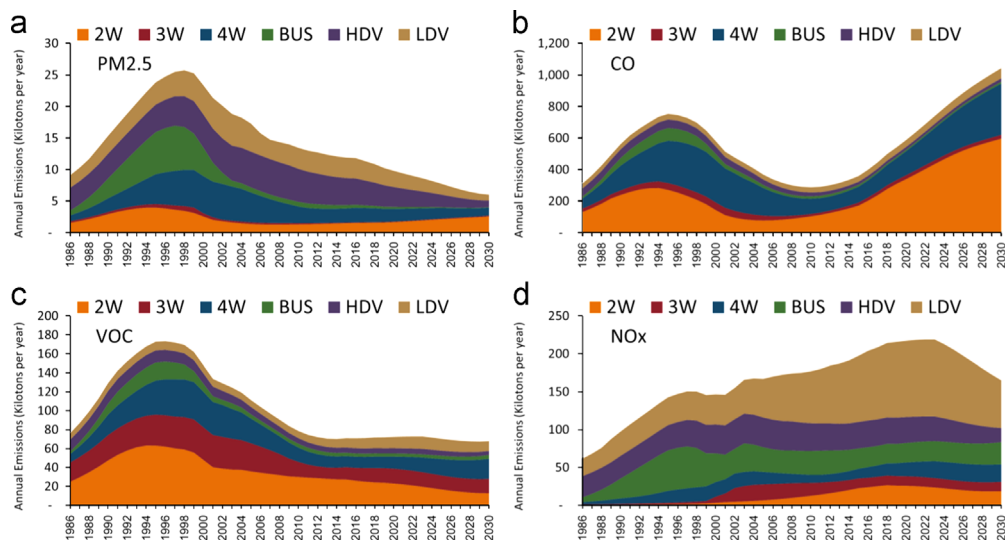 a
2W 3W 4W BUS HDV LDV
PM2.5
Annual Emissions (Kilotons per year)
30
25
20
15
10
5
-
1986 1988 1990 1992 1994 1996 1998 2000 2002 2004 2006 2008 2010 2012 2014 2016 2018 2020 2022 2024 2026 2028 2030
b
2W 3W 4W BUS HDV LDV
CO
Annual Emissions (Kilotons per year)
1,200
1,000
800
600
400
200
-
1986 1988 1990 1992 1994 1996 1998 2000 2002 2004 2006 2008 2010 2012 2014 2016 2018 2020 2022 2024 2026 2028 2030
c
2W 3W 4W BUS HDV LDV
VOC
Annual Emissions (Kilotons per year)
200
180
160
140
120
100
80
60
40
20
-
1986 1988 1990 1992 1994 1996 1998 2000 2002 2004 2006 2008 2010 2012 2014 2016 2018 2020 2022 2024 2026 2028 2030
d
2W 3W 4W BUS HDV LDV
NOx
Annual Emissions (Kilotons per year)
250
200
150
100
50
-
1986 1988 1990 1992 1994 1996 1998 2000 2002 2004 2006 2008 2010 2012 2014 2016 2018 2020 2022 2024 2026 2028 2030